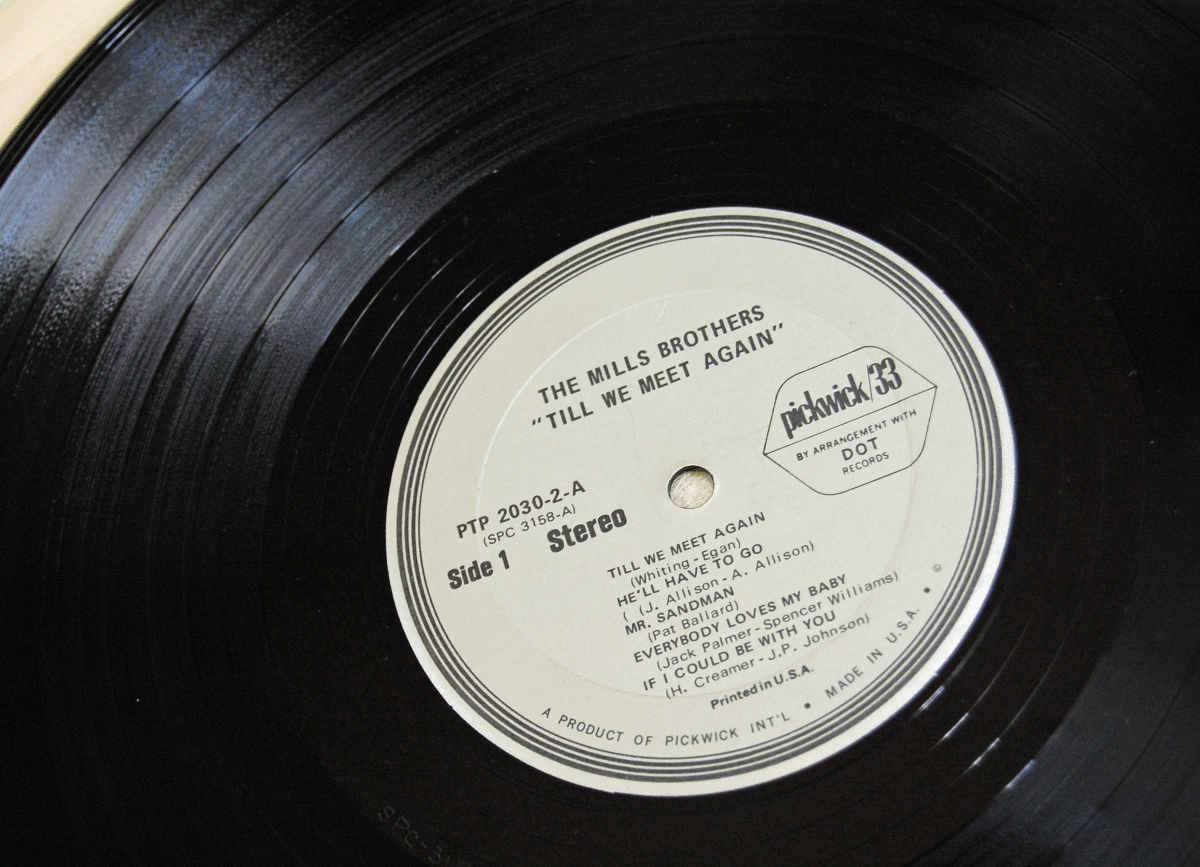 THE MILLS BROTHERS
"TILL WE MEET AGAIN"
pickwick/33
BY ARRANGEMENT WITH
DOT
RECORDS
PTP 2030-2-A
(SPC 3158-A)
Side 1 Stereo
TILL WE MEET AGAIN
(Whiting - Egan)
HE'LL HAVE TO GO
( (J. Allison - A. Allison)
MR. SANDMAN
(Pat Ballard)
EVERYBODY LOVES MY BABY
(Jack Palmer - Spencer Williams)
IF I COULD BE WITH YOU
(H. Creamer - J.P. Johnson)
Printed in U.S.A.
A PRODUCT OF PICKWICK INT'L • MADE IN U.S.A. • ©